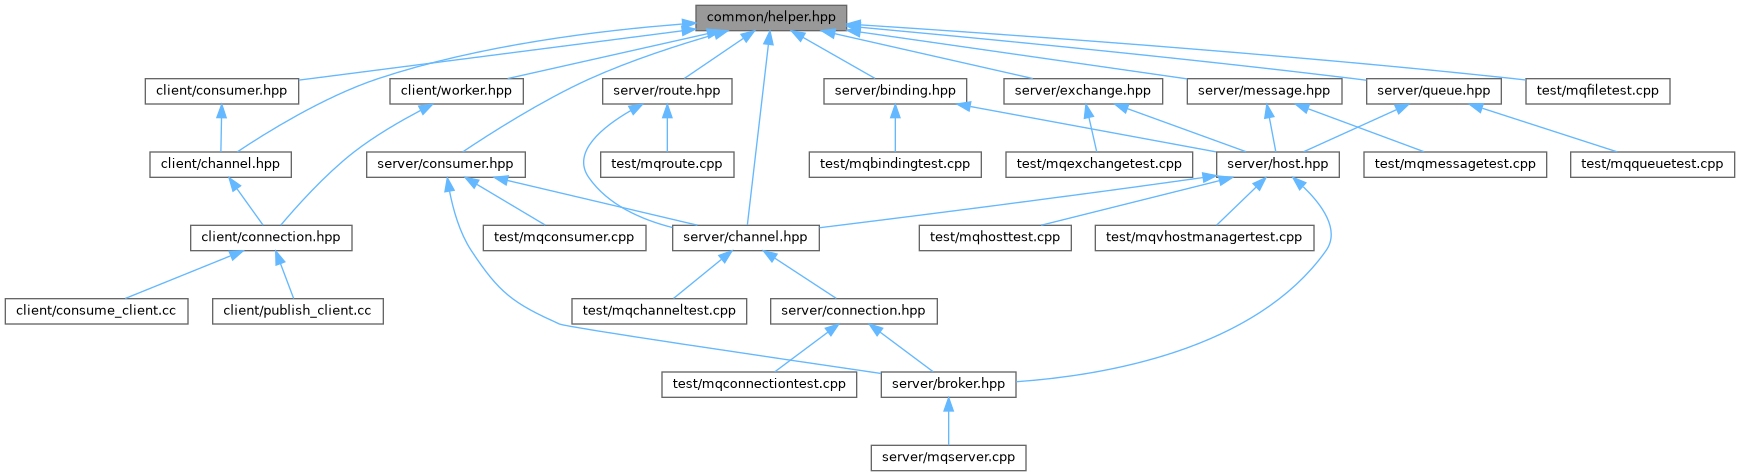 common/helper.hpp
client/consumer.hpp
client/worker.hpp
server/route.hpp
server/binding.hpp
server/exchange.hpp
server/message.hpp
server/queue.hpp
test/mqfiletest.cpp
client/channel.hpp
server/consumer.hpp
test/mqroute.cpp
test/mqbindingtest.cpp
test/mqexchangetest.cpp
server/host.hpp
test/mqmessagetest.cpp
test/mqqueuetest.cpp
client/connection.hpp
test/mqconsumer.cpp
server/channel.hpp
test/mqhosttest.cpp
test/mqvhostmanagertest.cpp
client/consume_client.cc
client/publish_client.cc
test/mqchanneltest.cpp
server/connection.hpp
test/mqconnectiontest.cpp
server/broker.hpp
server/mqserver.cpp